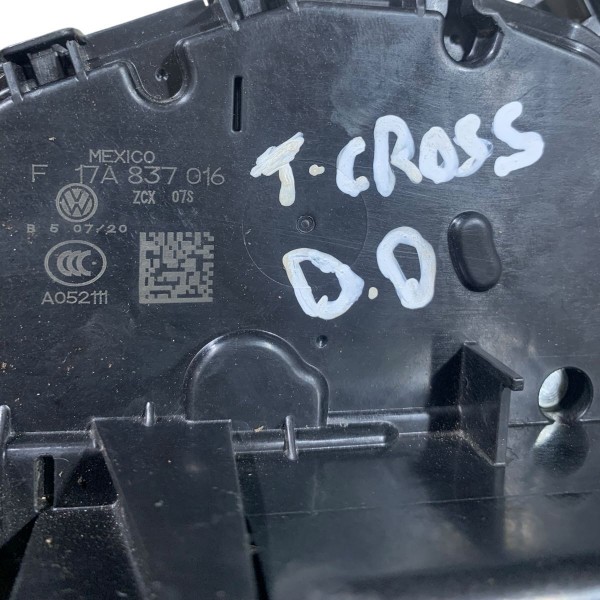 MEXICO
F 17A 837 016
ZCX 07S
B 5 07/20
A052111
T-CROSS
D.D